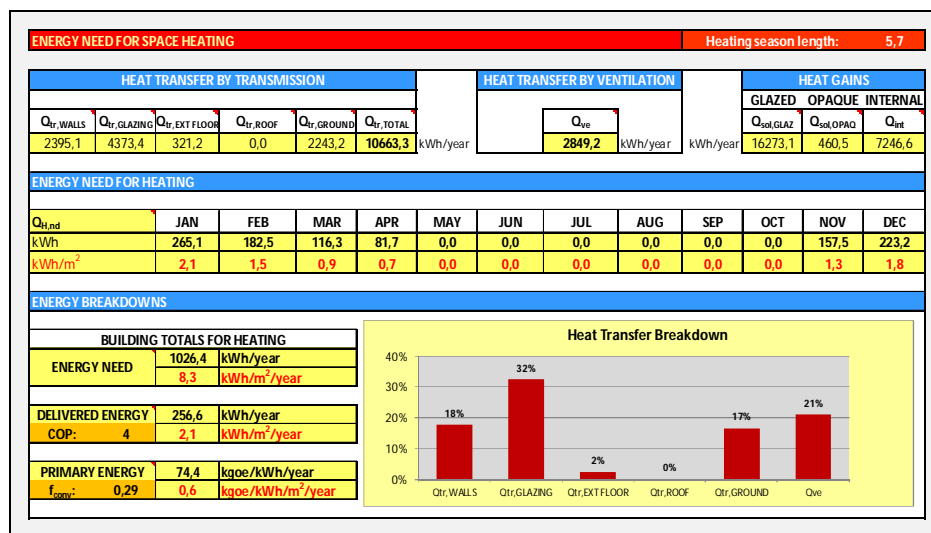 ENERGY NEED FOR SPACE HEATING Heating season length: 5,7
HEAT TRANSFER BY TRANSMISSION HEAT TRANSFER BY VENTILATION HEAT GAINS
GLAZED OPAQUE INTERNAL
Qtr,WALLS Qtr,GLAZING Qtr,EXT FLOOR Qtr,ROOF Qtr,GROUND Qtr,TOTAL Qve Qsol,GLAZ Qsol,OPAQ Qint
2395,1 4373,4 321,2 0,0 2243,2 10663,3 kWh/year 2849,2 kWh/year kWh/year 16273,1 460,5 7246,6
ENERGY NEED FOR HEATING
QH,nd JAN FEB MAR APR MAY JUN JUL AUG SEP OCT NOV DEC
kWh 265,1 182,5 116,3 81,7 0,0 0,0 0,0 0,0 0,0 0,0 157,5 223,2
kWh/m² 2,1 1,5 0,9 0,7 0,0 0,0 0,0 0,0 0,0 0,0 1,3 1,8
ENERGY BREAKDOWNS
BUILDING TOTALS FOR HEATING
ENERGY NEED 1026,4 kWh/year
8,3 kWh/m²/year
DELIVERED ENERGY 256,6 kWh/year
COP: 4 2,1 kWh/m²/year
PRIMARY ENERGY 74,4 kgoe/kWh/year
fconv: 0,29 0,6 kgoe/kWh/m²/year
Heat Transfer Breakdown
40%
30%
20%
10%
0%
18% 32% 2% 0% 17% 21%
Qtr,WALLS Qtr,GLAZING Qtr,EXT FLOOR Qtr,ROOF Qtr,GROUND Qve